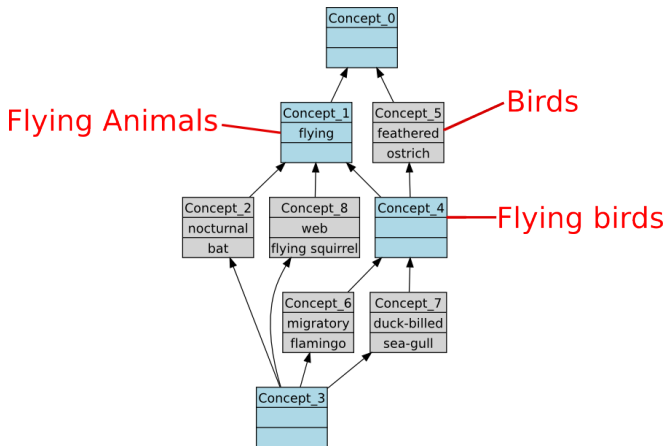 Concept_0
Flying Animals
Concept_1
flying
Concept_5
feathered
ostrich
Birds
Concept_2
nocturnal
bat
Concept_8
web
flying squirrel
Concept_4
Flying birds
Concept_6
migratory
flamingo
Concept_7
duck-billed
sea-gull
Concept_3